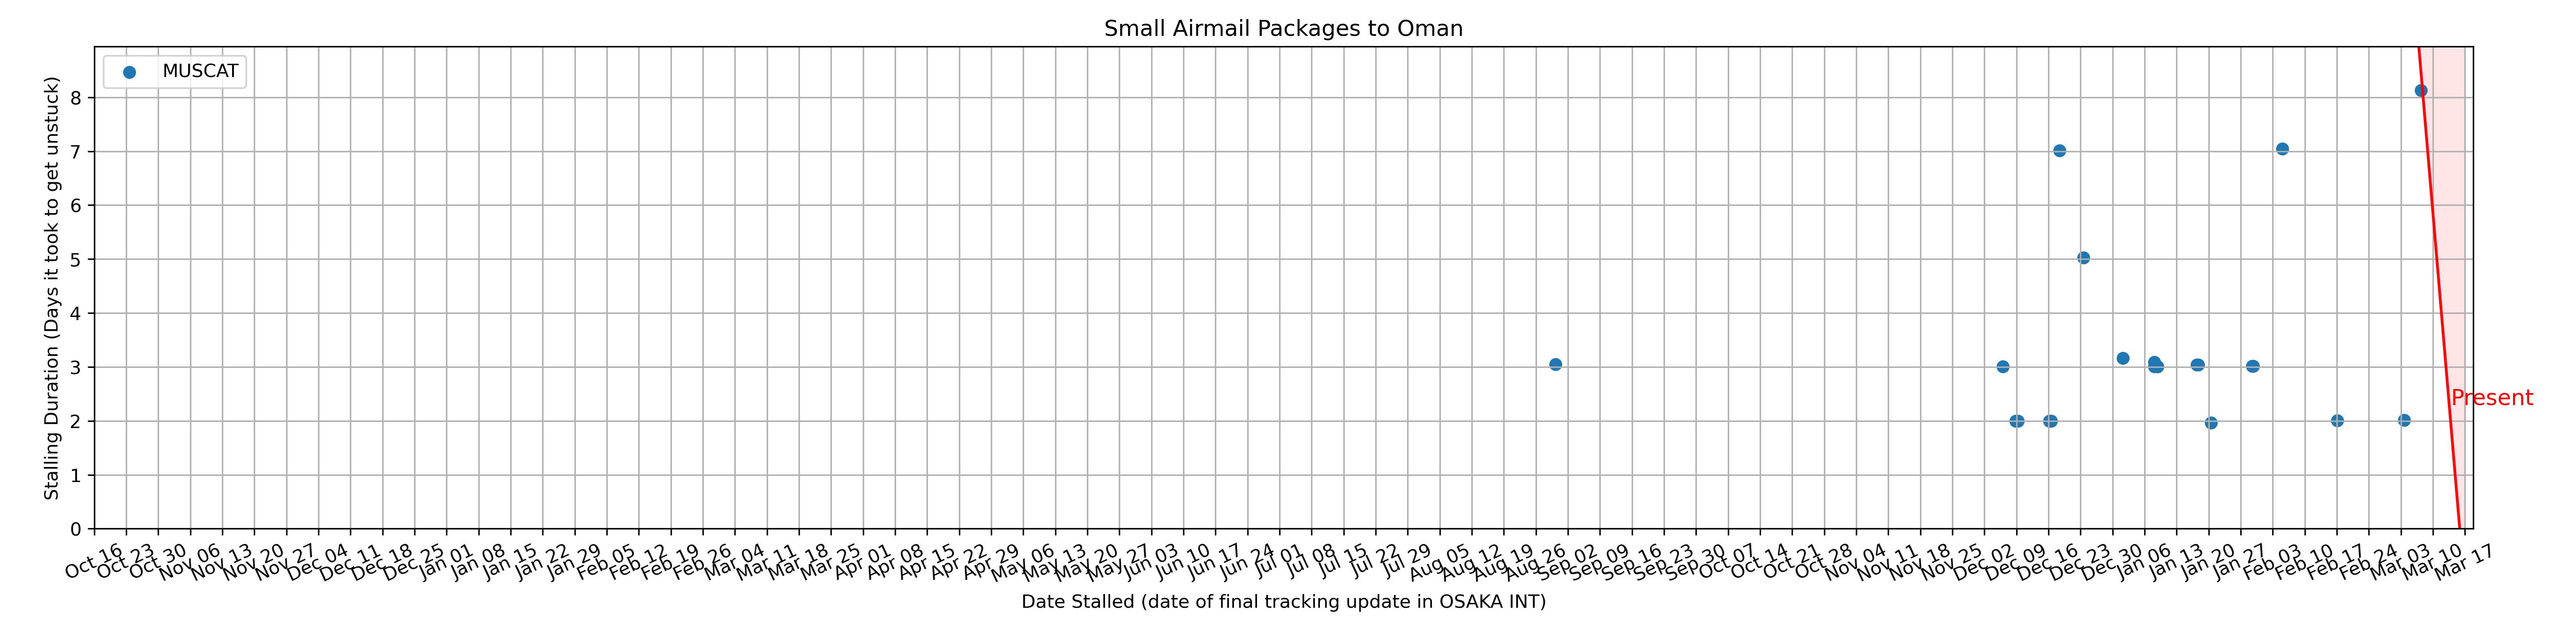 Small Airmail Packages to Oman
MUSCAT
Stalling Duration (Days it took to get unstuck)
8
7
6
5
4
3
2
1
0
Present
Oct 16 Oct 23 Oct 30 Nov 06 Nov 13 Nov 20 Nov 27 Dec 04 Dec 11 Dec 18 Dec 25 Jan 01 Jan 08 Jan 15 Jan 22 Jan 29 Feb 05 Feb 12 Feb 19 Feb 26 Mar 04 Mar 11 Mar 18 Mar 25 Apr 01 Apr 08 Apr 15 Apr 22 Apr 29 May 06 May 13 May 20 May 27 Jun 03 Jun 10 Jun 17 Jun 24 Jul 01 Jul 08 Jul 15 Jul 22 Jul 29 Aug 05 Aug 12 Aug 19 Aug 26 Sep 02 Sep 09 Sep 16 Sep 23 Sep 30 Oct 07 Oct 14 Oct 21 Oct 28 Nov 04 Nov 11 Nov 18 Nov 25 Dec 02 Dec 09 Dec 16 Dec 23 Dec 30 Jan 06 Jan 13 Jan 20 Jan 27 Feb 03 Feb 10 Feb 17 Feb 24 Mar 03 Mar 10 Mar 17
Date Stalled (date of final tracking update in OSAKA INT)